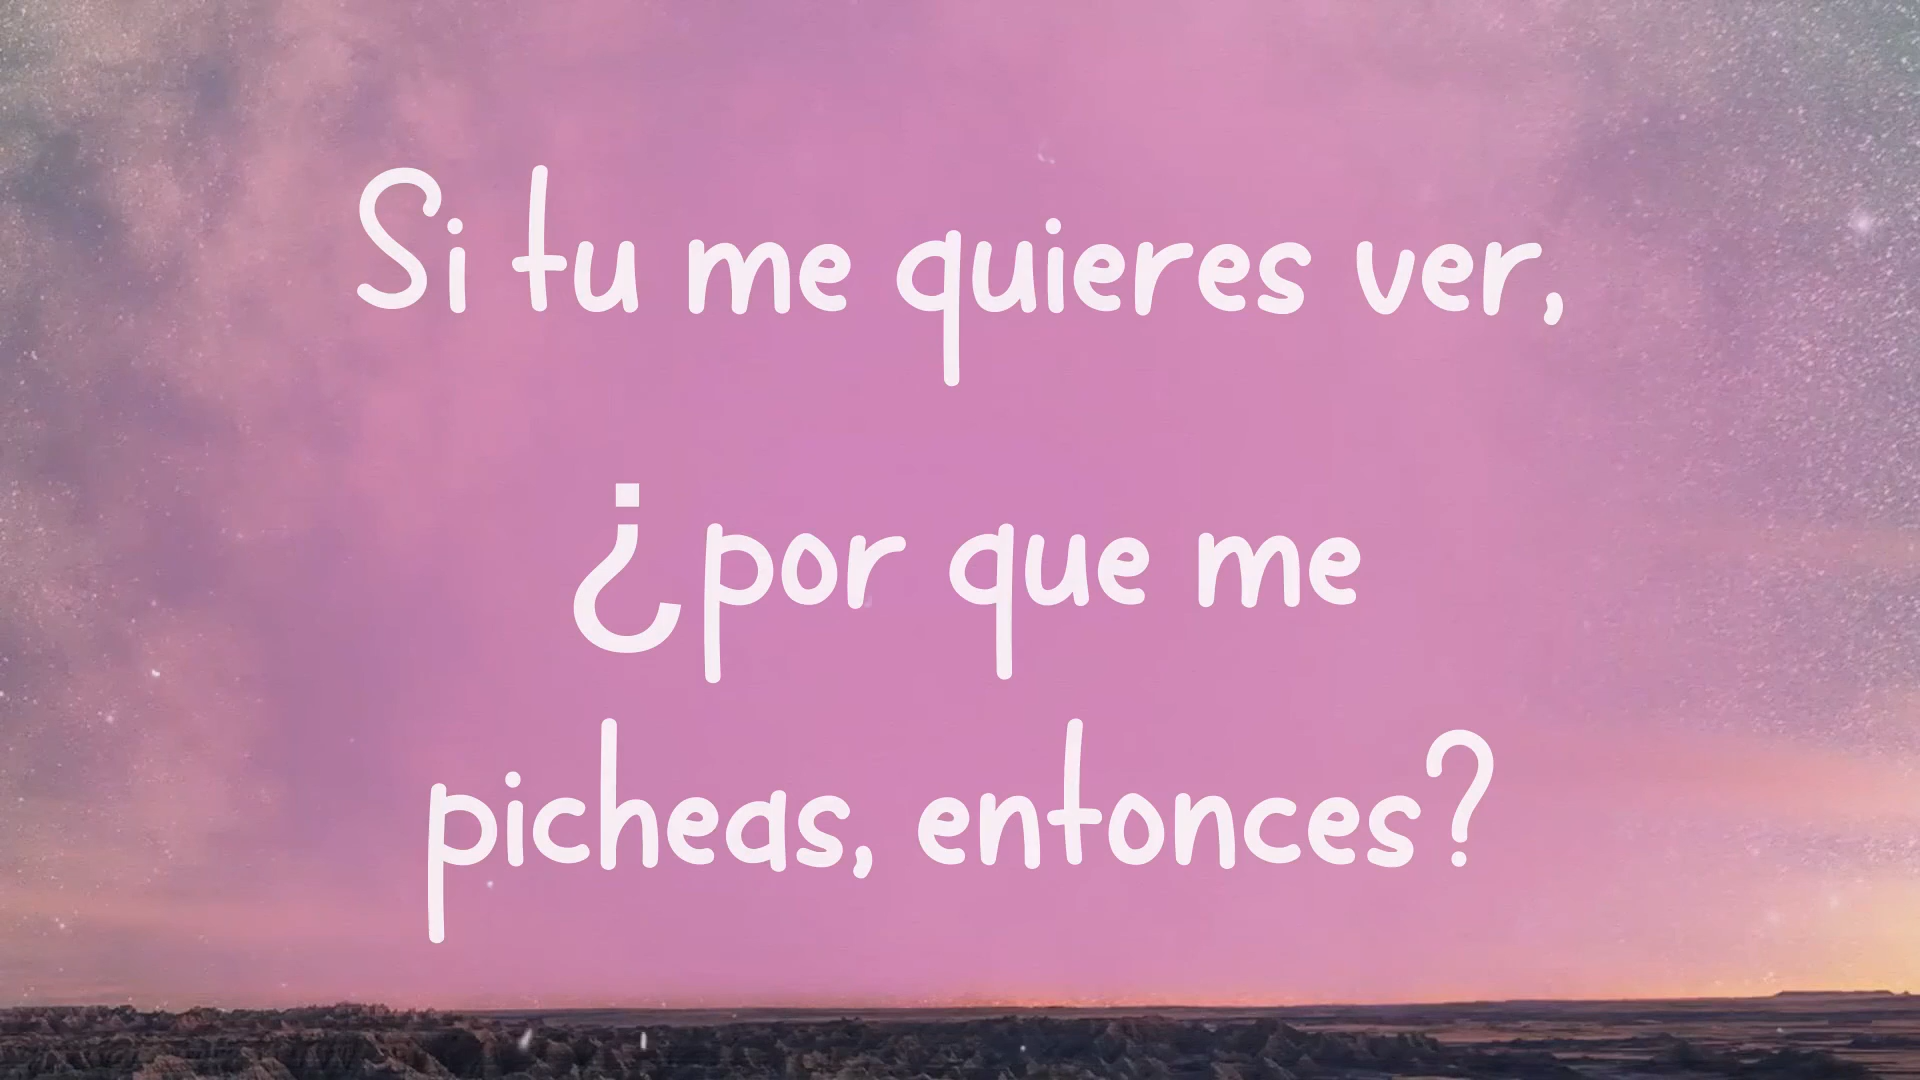 Si tu me quieres ver,
¿por que me
picheas, entonces?